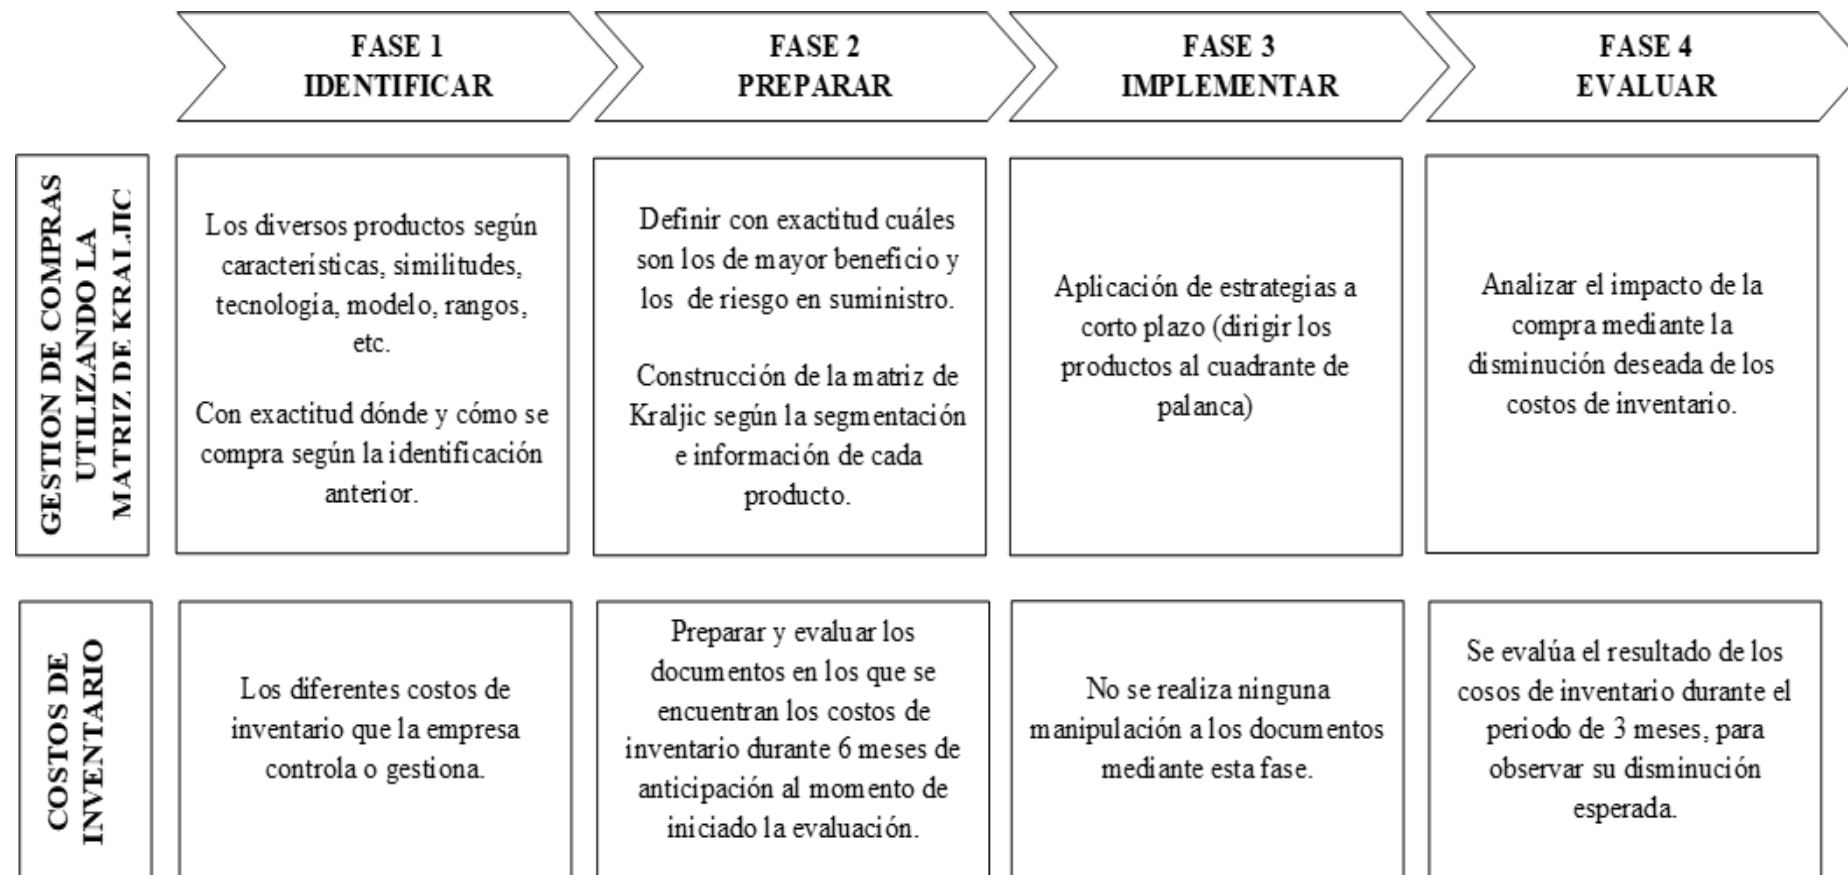 FASE 1
IDENTIFICAR
FASE 2
PREPARAR
FASE 3
IMPLEMENTAR
FASE 4
EVALUAR
GESTION DE COMPRAS
UTILIZANDO LA
MATRIZ DE KRALJIC
Los diversos productos según
características, similitudes,
tecnología, modelo, rangos,
etc.
Con exactitud dónde y cómo se
compra según la identificación
anterior.
Definir con exactitud cuáles
son los de mayor beneficio y
los de riesgo en suministro.
Construcción de la matriz de
Kraljic según la segmentación
e información de cada
producto.
Aplicación de estrategias a
corto plazo (dirigir los
productos al cuadrante de
palanca)
Analizar el impacto de la
compra mediante la
disminución deseada de los
costos de inventario.
COSTOS DE
INVENTARIO
Los diferentes costos de
inventario que la empresa
controla o gestiona.
Preparar y evaluar los
documentos en los que se
encuentran los costos de
inventario durante 6 meses de
anticipación al momento de
iniciado la evaluación.
No se realiza ninguna
manipulación a los documentos
mediante esta fase.
Se evalúa el resultado de los
cosos de inventario durante el
periodo de 3 meses, para
observar su disminución
esperada.